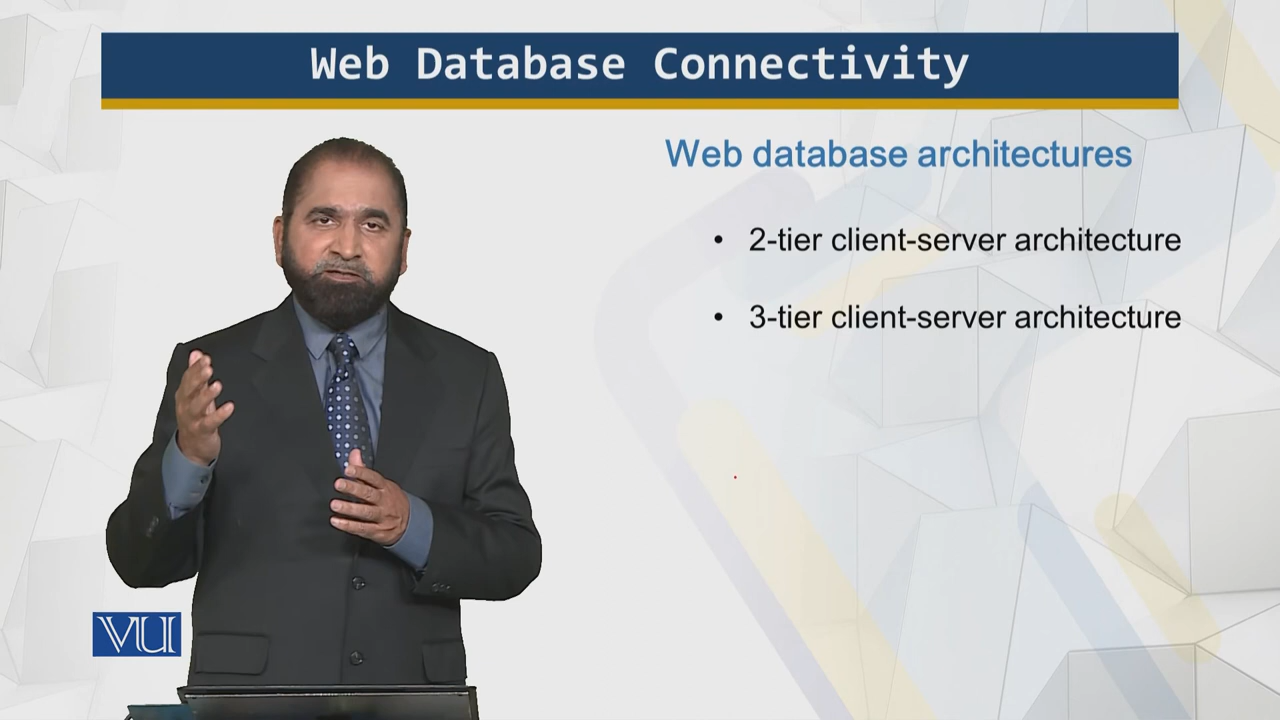 Web Database Connectivity
Web database architectures
• 2-tier client-server architecture
• 3-tier client-server architecture
VU